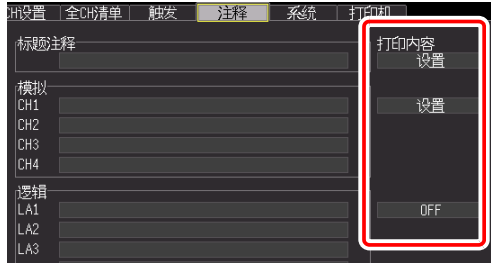 CH设置 全CH清单 触发 注释 系统 打印机
标题注释 打印内容
设置
模拟
CH1 设置
CH2
CH3
CH4
逻辑
LA1 OFF
LA2
LA3